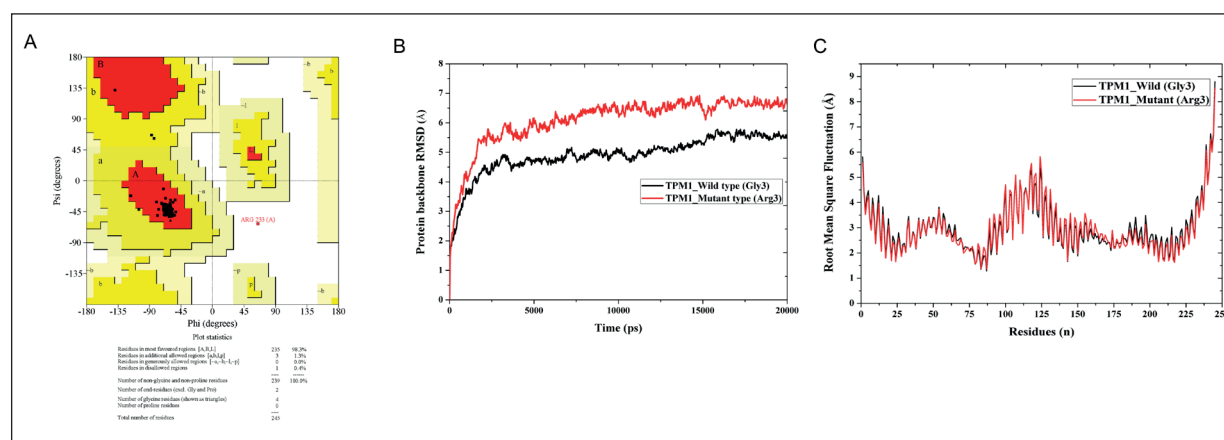 A
B
C
180
135
90
45
0
-45
-90
-135
-180
-135
-90
-45
0
45
90
135
180
Psi (degrees)
Phi (degrees)
B
b
a
A
~b
~l
l
~a
ARG 233 (A)
~b
b
~p
p
~b
b
~b
Plot statistics
Residues in most favoured regions [A,B,L] 235 98.3%
Residues in additional allowed regions [a,b,l,p] 3 1.3%
Residues in generously allowed regions [~a,~b,~l,~p] 0 0.0%
Residues in disallowed regions 1 0.4%
---- ------
Number of non-glycine and non-proline residues 239 100.0%
Number of end-residues (excl. Gly and Pro) 2
Number of glycine residues (shown as triangles) 4
Number of proline residues 0
----
Total number of residues 245
8
7
6
5
4
3
2
1
0
0
5000
10000
15000
20000
Protein backbone RMSD (Å)
Time (ps)
TPM1_Wild type (Gly3)
TPM1_Mutant type (Arg3)
9
8
7
6
5
4
3
2
1
0
0
25
50
75
100
125
150
175
200
225
250
Root Mean Square Fluctuation (Å)
Residues (n)
TPM1_Wild (Gly3)
TPM1_Mutant (Arg3)